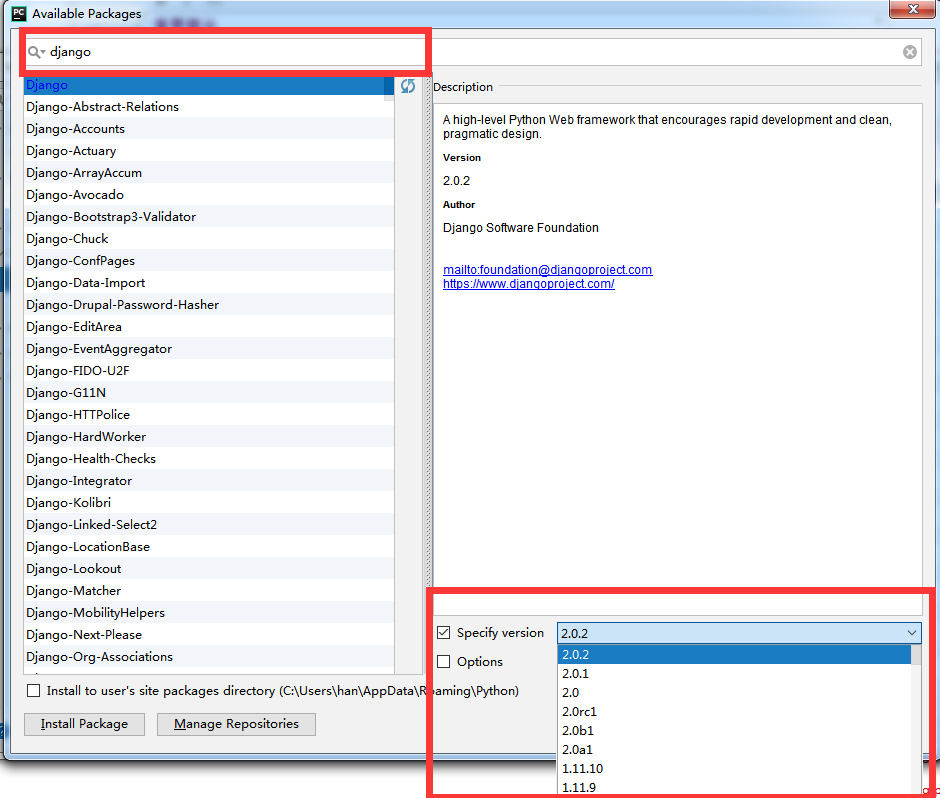 PC Available Packages
django
Django
Django-Abstract-Relations
Django-Accounts
Django-Actuary
Django-ArrayAccum
Django-Avocado
Django-Bootstrap3-Validator
Django-Chuck
Django-ConfPages
Django-Data-Import
Django-Drupal-Password-Hasher
Django-EditArea
Django-EventAggregator
Django-FIDO-U2F
Django-G11N
Django-HTTPolice
Django-HardWorker
Django-Health-Checks
Django-Integrator
Django-Kolibri
Django-Linked-Select2
Django-LocationBase
Django-Lookout
Django-Matcher
Django-MobilityHelpers
Django-Next-Please
Django-Org-Associations
Description
A high-level Python Web framework that encourages rapid development and clean,
pragmatic design.
Version
2.0.2
Author
Django Software Foundation
mailto:foundation@djangoproject.com
https://www.djangoproject.com/
Specify version 2.0.2
Options
2.0.2
2.0.1
2.0
2.0rc1
2.0b1
2.0a1
1.11.10
1.11.9
Install to user's site packages directory (C:\Users\han\AppData\Roaming\Python)
Install Package
Manage Repositories